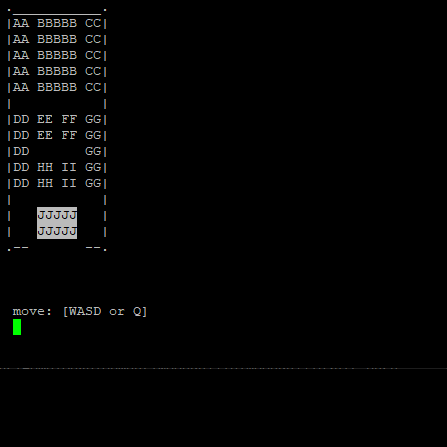 .___________.
|AA BBBBB CC|
|AA BBBBB CC|
|AA BBBBB CC|
|AA BBBBB CC|
|AA BBBBB CC|
|           |
|DD EE FF GG|
|DD EE FF GG|
|DD       GG|
|DD HH II GG|
|DD HH II GG|
|           |
|   JJJJJ   |
|   JJJJJ   |
.--       --.
move: [WASD or Q]